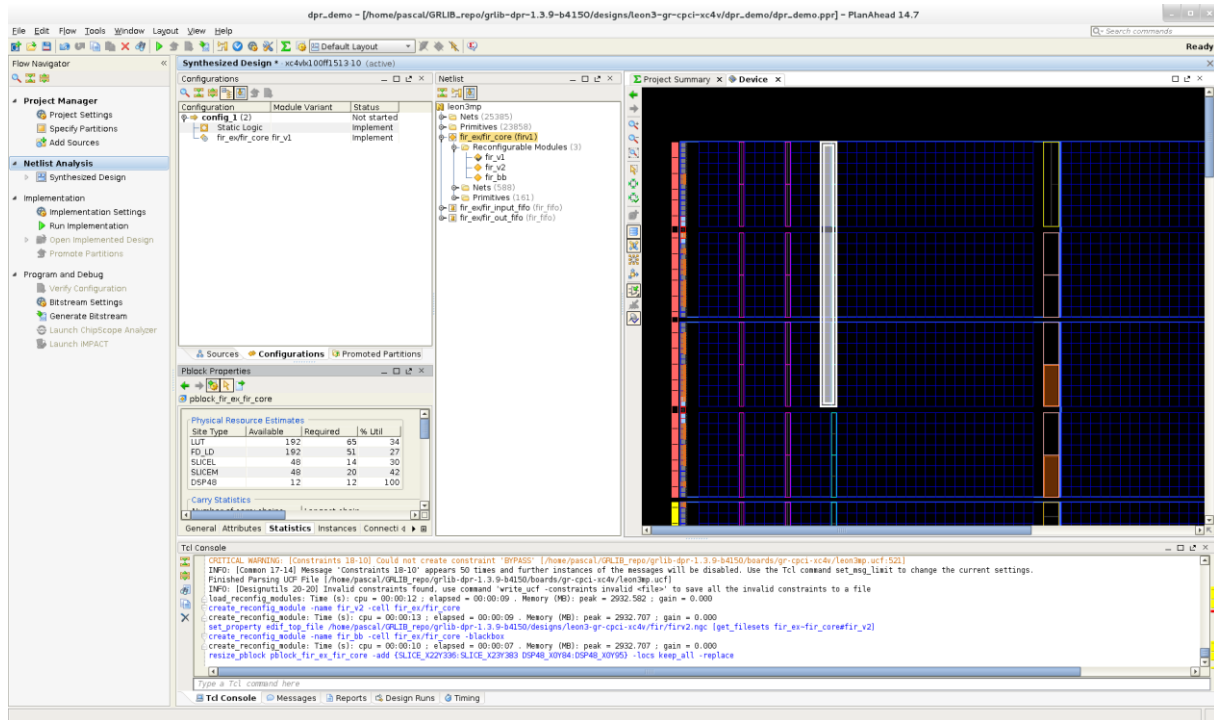 dpr_demo - [/home/pascal/GRLIB_repo/grlib-dpr-1.3.9-b4150/designs/leon3-gr-cpci-xc4v/dpr_demo/dpr_demo.ppr] - PlanAhead 14.7
File Edit Flow Tools Window Layout View Help
Search commands
Default Layout
Ready
Flow Navigator
Project Manager
Project Settings
Specify Partitions
Add Sources
Netlist Analysis
Synthesized Design
Implementation
Implementation Settings
Run Implementation
Open Implemented Design
Promote Partitions
Program and Debug
Verify Configuration
Bitstream Settings
Generate Bitstream
Launch ChipScope Analyzer
Launch iMPACT
Synthesized Design * xc4vlx100ff1513-10 (active)
Configurations
Configuration Module Variant Status
config_1 (2) Not started
Static Logic Implement
fir_ex/fir_core fir_v1 Implement
Sources Configurations Promoted Partitions
Netlist
leon3mp
Nets (25385)
Primitives (23858)
fir_ex/fir_core (firv1)
Reconfigurable Modules (3)
fir_v1
fir_v2
fir_bb
Nets (588)
Primitives (161)
fir_ex/fir_input_fifo (fir_fifo)
fir_ex/fir_out_fifo (fir_fifo)
Pblock Properties
pblock_fir_ex_fir_core
Physical Resource Estimates
Site Type Available Required % Util
LUT 192 65 34
FD_LD 192 51 27
SLICEL 48 14 30
SLICEM 48 20 42
DSP48 12 12 100
Carry Statistics
General Attributes Statistics Instances Connecti
Project Summary Device
Tcl Console
CRITICAL WARNING: [Constraints 18-10] Could not create constraint 'BYPASS' [/home/pascal/GRLIB_repo/grlib-dpr-1.3.9-b4150/boards/gr-cpci-xc4v/leon3mp.ucf:521]
INFO: [Common 17-14] Message 'Constraints 18-10' appears 50 times and further instances of the messages will be disabled. Use the Tcl command set_msg_limit to change the current settings.
Finished Parsing UCF File [/home/pascal/GRLIB_repo/grlib-dpr-1.3.9-b4150/boards/gr-cpci-xc4v/leon3mp.ucf]
INFO: [Designutils 20-20] Invalid constraints found, use command 'write_ucf -constraints invalid <file>' to save all the invalid constraints to a file
load_reconfig_modules: Time (s): cpu = 00:00:12 ; elapsed = 00:00:09 . Memory (MB): peak = 2932.582 ; gain = 0.000
create_reconfig_module -name fir_v2 -cell fir_ex/fir_core
create_reconfig_module: Time (s): cpu = 00:00:13 ; elapsed = 00:00:09 . Memory (MB): peak = 2932.707 ; gain = 0.000
set_property edif_top_file /home/pascal/GRLIB_repo/grlib-dpr-1.3.9-b4150/designs/leon3-gr-cpci-xc4v/fir/firv2.ngc [get_filesets fir_ex~fir_core#fir_v2]
create_reconfig_module -name fir_bb -cell fir_ex/fir_core -blackbox
create_reconfig_module: Time (s): cpu = 00:00:10 ; elapsed = 00:00:07 . Memory (MB): peak = 2932.707 ; gain = 0.000
resize_pblock pblock_fir_ex_fir_core -add {SLICE_X22Y336:SLICE_X23Y383 DSP48_X0Y84:DSP48_X0Y95} -locs keep_all -replace
Type a Tcl command here
Tcl Console Messages Reports Design Runs Timing